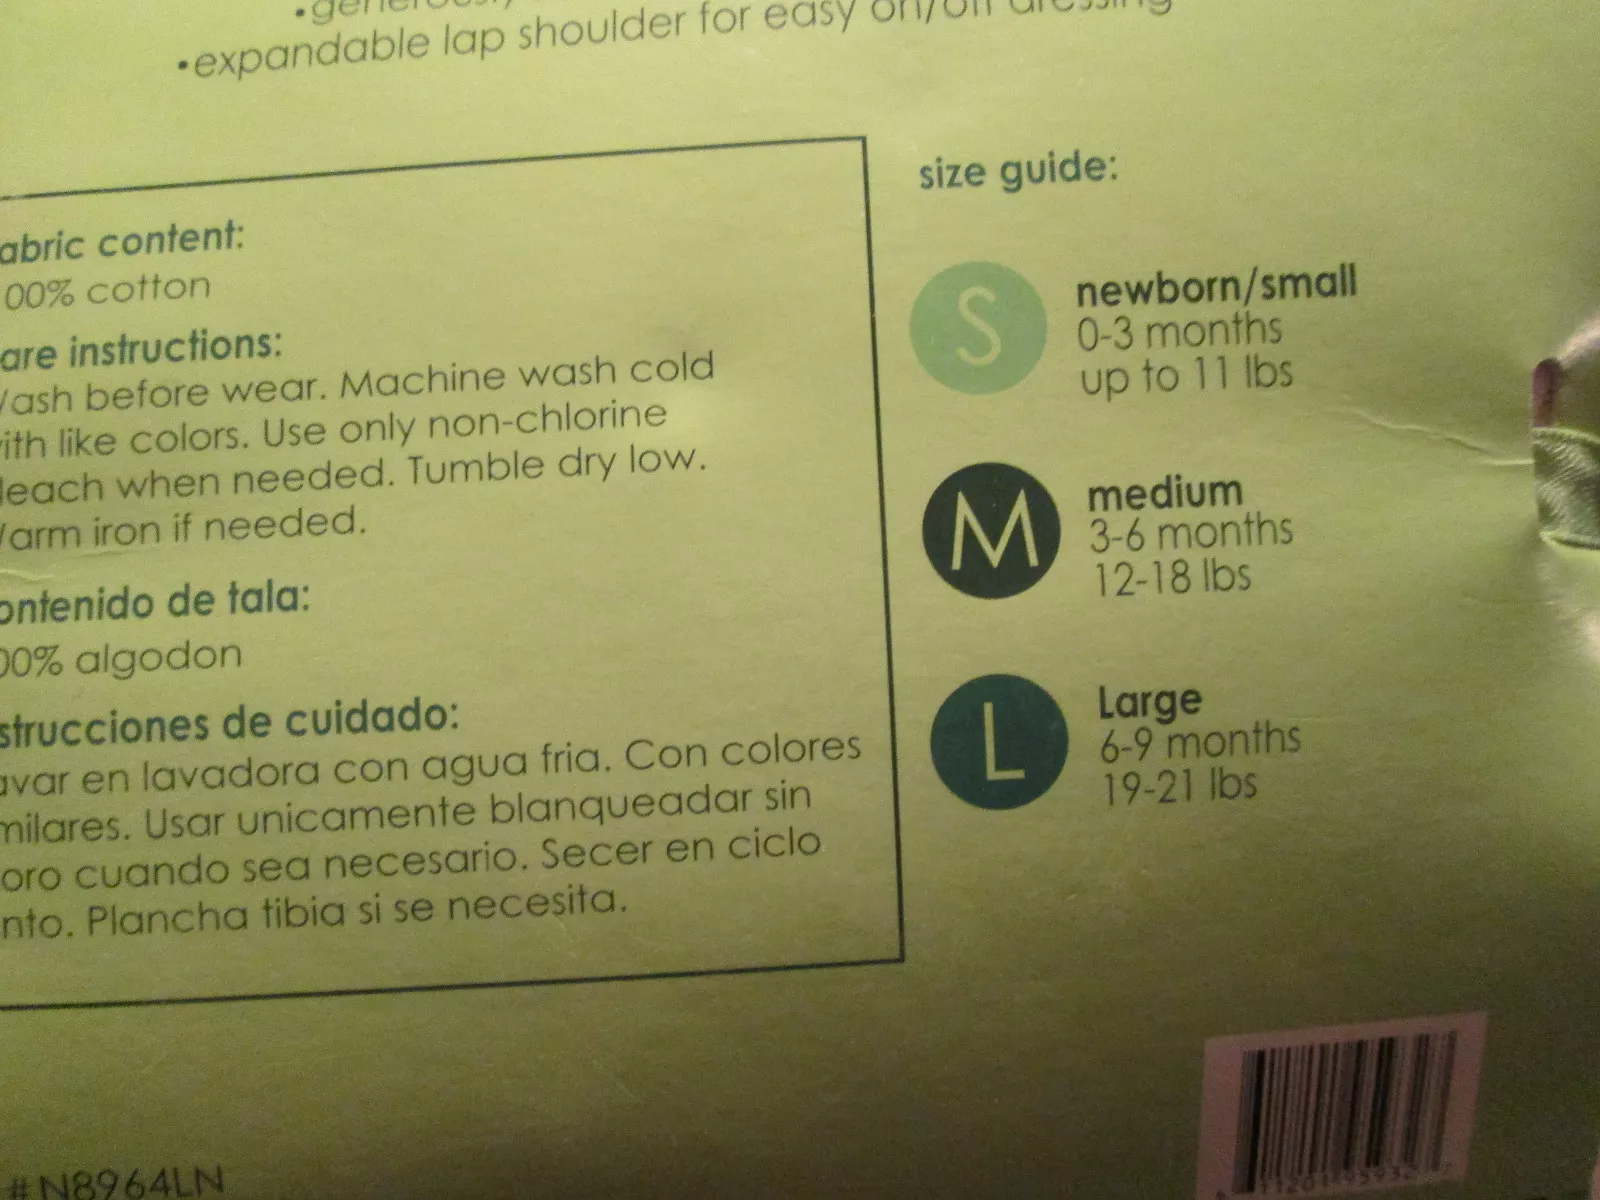 •generously
•expandable lap shoulder for easy on/off dressing
abric content:
00% cotton
are instructions:
ash before wear. Machine wash cold
ith like colors. Use only non-chlorine
leach when needed. Tumble dry low.
arm iron if needed.
ontenido de tala:
00% algodon
strucciones de cuidado:
avar en lavadora con agua fria. Con colores
milares. Usar unicamente blanqueadar sin
oro cuando sea necesario. Secer en ciclo
nto. Plancha tibia si se necesita.
size guide:
S
newborn/small
0-3 months
up to 11 lbs
M
medium
3-6 months
12-18 lbs
L
Large
6-9 months
19-21 lbs
# N8964LN